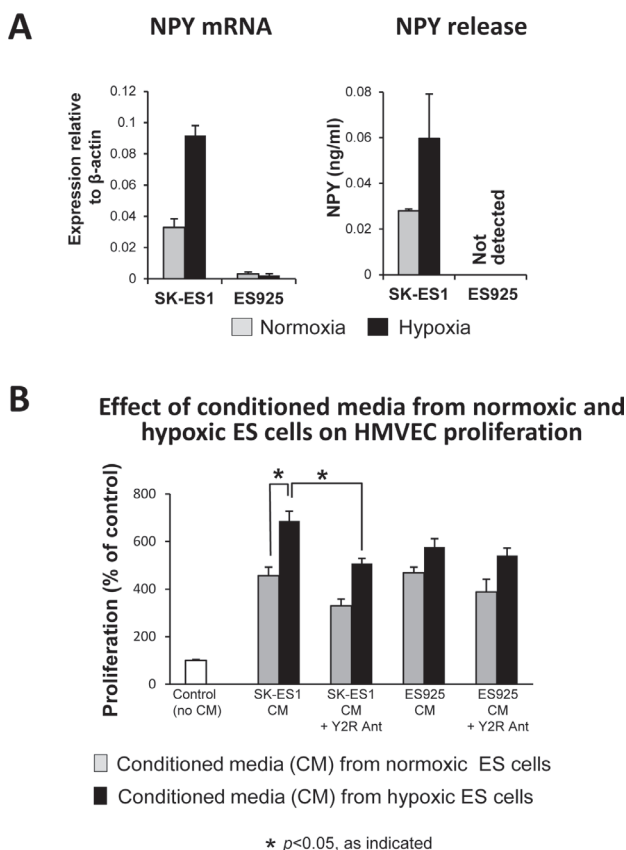 A
NPY mRNA
NPY release
Expression relative
to β-actin
0.12
0.1
0.08
0.06
0.04
0.02
0
SK-ES1
ES925
NPY (ng/ml)
0.08
0.06
0.04
0.02
0
Not
detected
SK-ES1
ES925
Normoxia
Hypoxia
B
Effect of conditioned media from normoxic and
hypoxic ES cells on HMVEC proliferation
Proliferation (% of control)
800
600
400
200
0
*
*
Control
(no CM)
SK-ES1
CM
SK-ES1
CM
+ Y2R Ant
ES925
CM
ES925
CM
+ Y2R Ant
Conditioned media (CM) from normoxic ES cells
Conditioned media (CM) from hypoxic ES cells
* p<0.05, as indicated